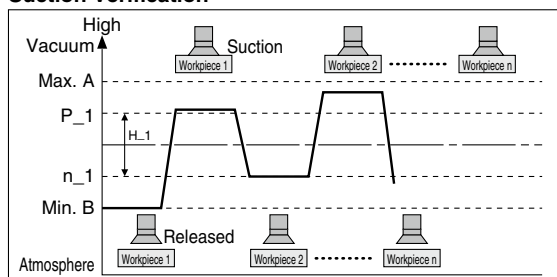 Suction Verification
High
Vacuum
Suction
Workpiece 1
Workpiece 2
Workpiece n
Max. A
P_1
H_1
n_1
Min. B
Released
Workpiece 1
Workpiece 2
Workpiece n
Atmosphere